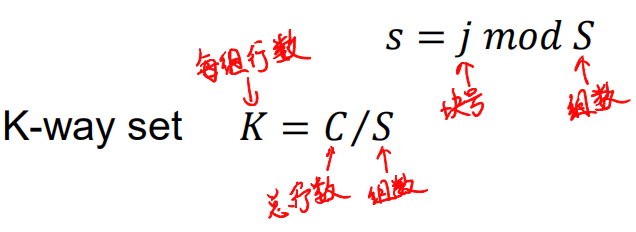 s = j mod S
每组行数
块号
组数
K-way set K = C/S
总行数
组数